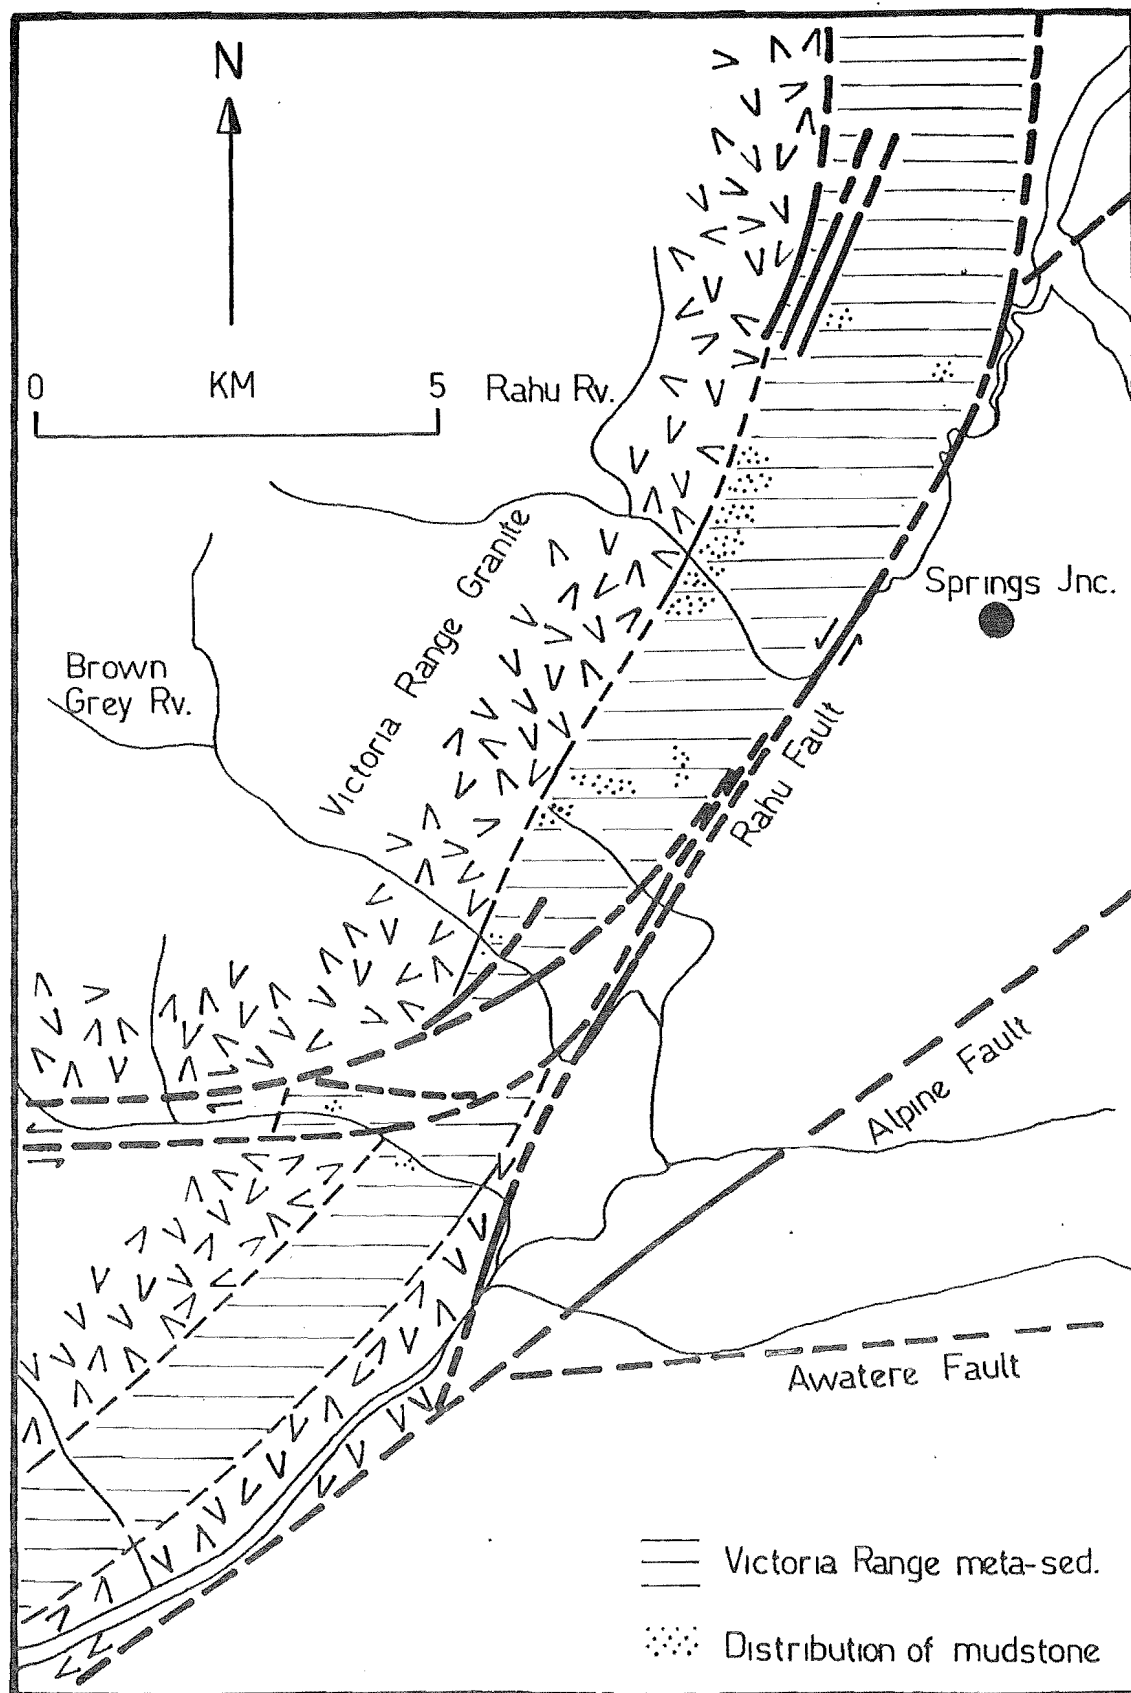 N
0 KM 5
Rahu Rv.
Springs Jnc.
Victoria Range Granite
Brown
Grey Rv.
Rahu Fault
Alpine Fault
Awatere Fault
Victoria Range meta-sed.
Distribution of mudstone